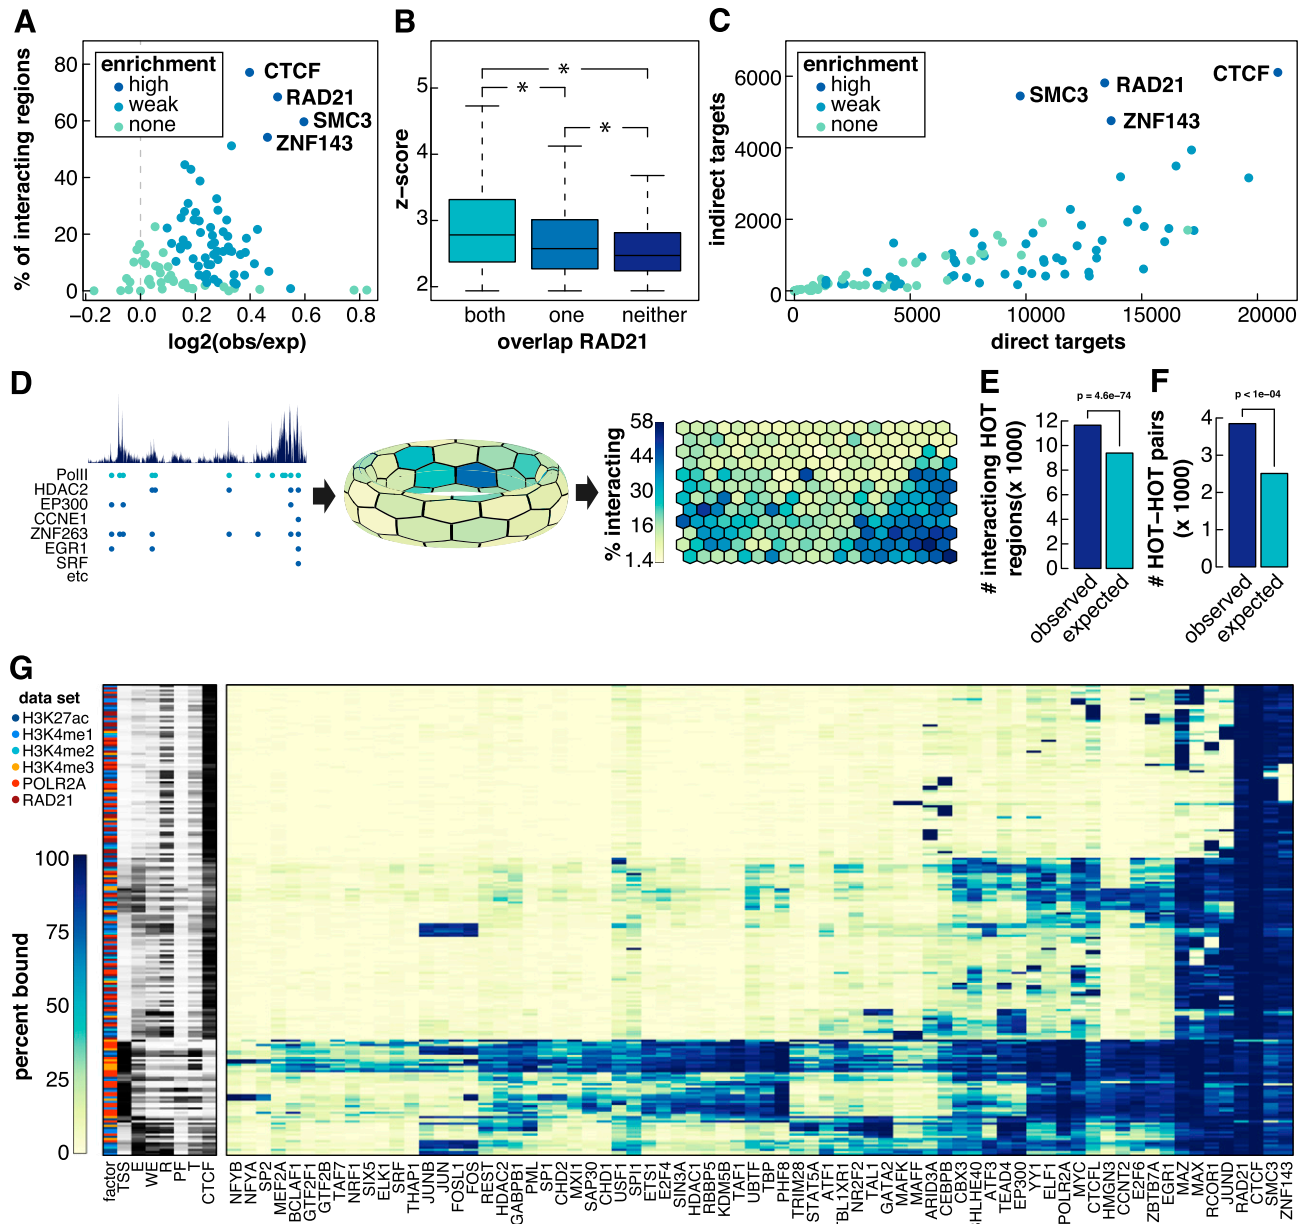 A
% of interacting regions
80
60
40
20
0
enrichment
high
weak
none
CTCF
RAD21
SMC3
ZNF143
−0.2
0.0
0.2
0.4
0.6
0.8
log2(obs/exp)
B
z−score
5
4
3
2
*
*
*
both
one
neither
overlap RAD21
C
indirect targets
6000
4000
2000
0
enrichment
high
weak
none
SMC3
RAD21
CTCF
ZNF143
0
5000
10000
15000
20000
direct targets
D
PolII
HDAC2
EP300
CCNE1
ZNF263
EGR1
SRF
etc
% interacting
58
44
30
16
1.4
E
# interactiong HOT
regions(x 1000)
p = 4.6e−74
12
10
8
6
4
2
0
observed
expected
F
# HOT−HOT pairs
(x 1000)
p < 1e−04
4
3
2
1
0
observed
expected
G
data set
H3K27ac
H3K4me1
H3K4me2
H3K4me3
POLR2A
RAD21
percent bound
100
75
50
25
0
factor
TSS
E
WE
R
PF
T
CTCF
NFYB
NFYA
SP2
MEF2A
BCLAF1
GTF2F1
GTF2B
TAF7
NRF1
SIX5
ELK1
SRF
THAP1
JUNB
JUN
FOSL1
FOS
REST
HDAC2
GABPB1
PML
SP1
CHD2
MXI1
SAP30
CHD1
USF1
SPI1
ETS1
E2F4
SIN3A
HDAC1
RBBP5
KDM5B
TAF1
UBTF
TBP
PHF8
TRIM28
STAT5A
ATF1
TBL1XR1
NR2F2
TAL1
GATA2
MAFK
MAFF
ARID3A
CEBPB
CBX3
BHLHE40
ATF3
TEAD4
EP300
YY1
ELF1
POLR2A
MYC
CTCFL
HMGN3
CCNT2
E2F6
ZBTB7A
EGR1
MAZ
MAX
RCOR1
JUND
RAD21
CTCF
SMC3
ZNF143